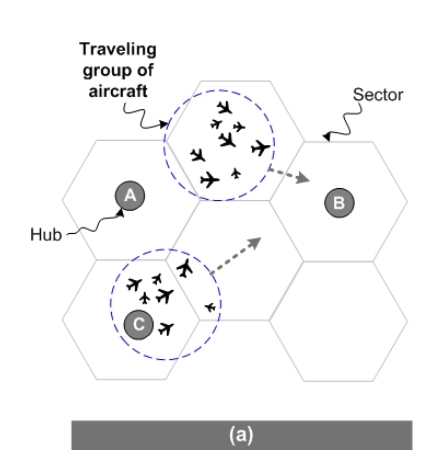 Traveling
group of
aircraft
Sector
A
B
Hub
C
(a)